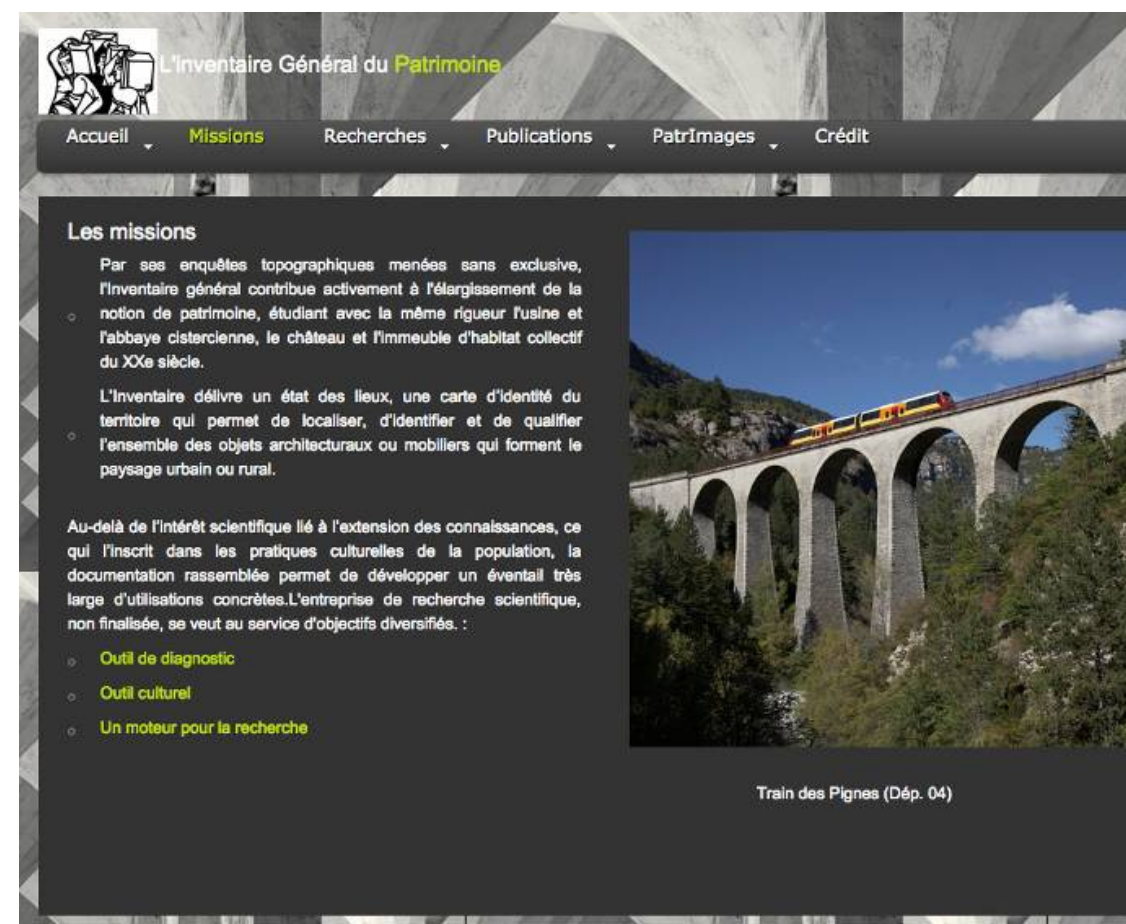 L'inventaire Général du Patrimoine
Accueil Missions Recherches Publications PatrImages Crédit
Les missions
Par ses enquêtes topographiques menées sans exclusive,
l'Inventaire général contribue activement à l'élargissement de la
notion de patrimoine, étudiant avec la même rigueur l'usine et
l'abbaye cistercienne, le château et l'immeuble d'habitat collectif
du XXe siècle.
L'Inventaire délivre un état des lieux, une carte d'identité du
territoire qui permet de localiser, d'identifier et de qualifier
l'ensemble des objets architecturaux ou mobiliers qui forment le
paysage urbain ou rural.
Au-delà de l'intérêt scientifique lié à l'extension des connaissances, ce
qui l'inscrit dans les pratiques culturelles de la population, la
documentation rassemblée permet de développer un éventail très
large d'utilisations concrètes.L'entreprise de recherche scientifique,
non finalisée, se veut au service d'objectifs diversifiés. :
Outil de diagnostic
Outil culturel
Un moteur pour la recherche
Train des Pignes (Dép. 04)